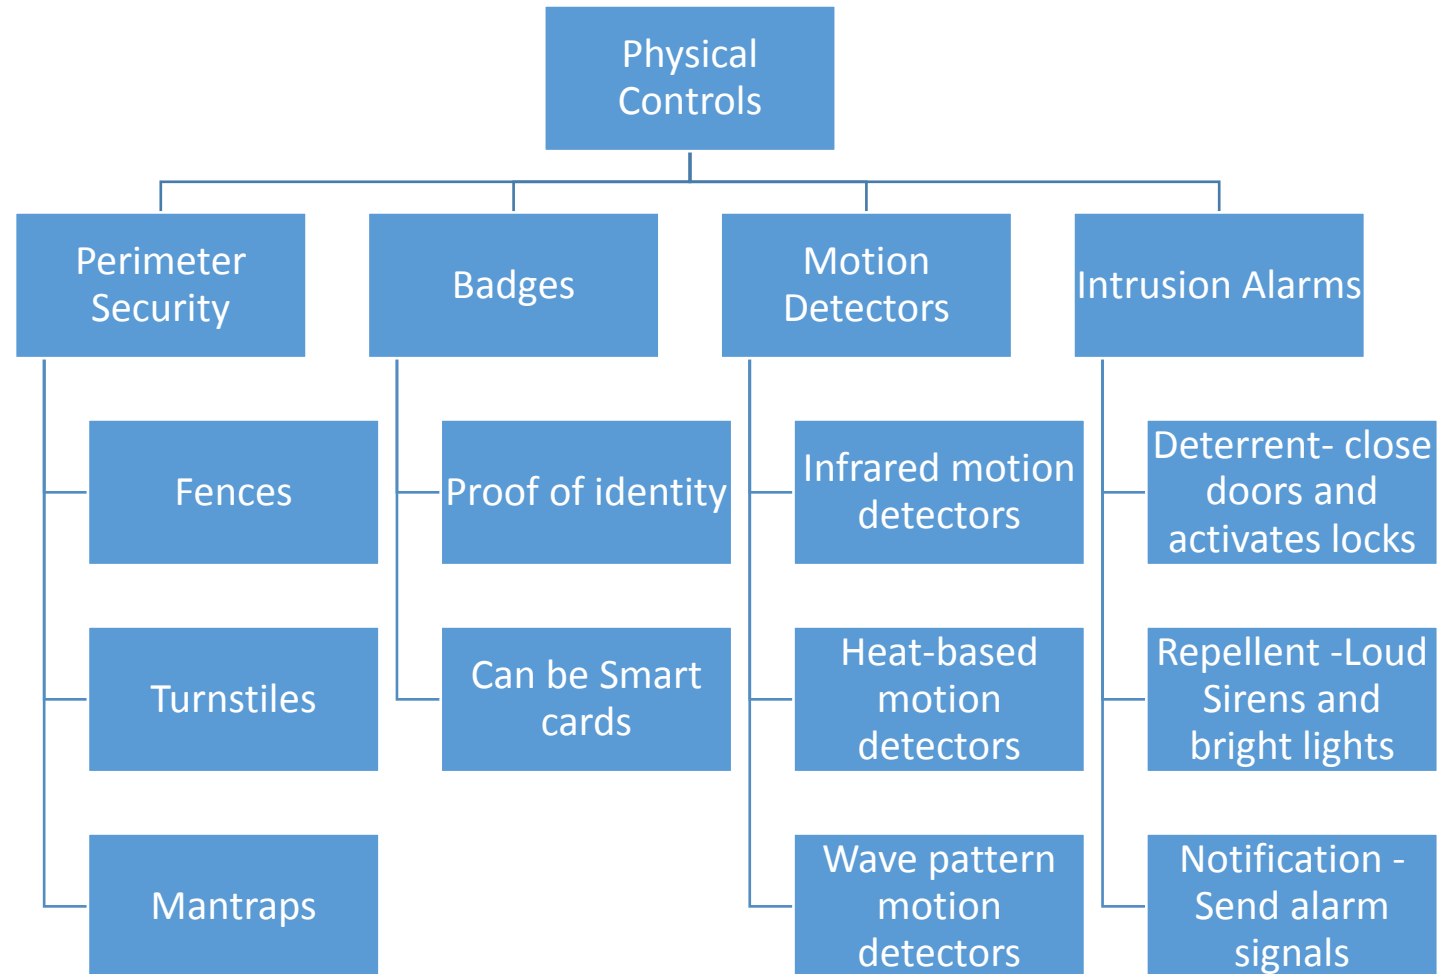 Physical
Controls
Perimeter
Security
Badges
Motion
Detectors
Intrusion Alarms
Fences
Proof of identity
Infrared motion
detectors
Deterrent- close
doors and
activates locks
Turnstiles
Can be Smart
cards
Heat-based
motion
detectors
Repellent -Loud
Sirens and
bright lights
Mantraps
Wave pattern
motion
detectors
Notification -
Send alarm
signals